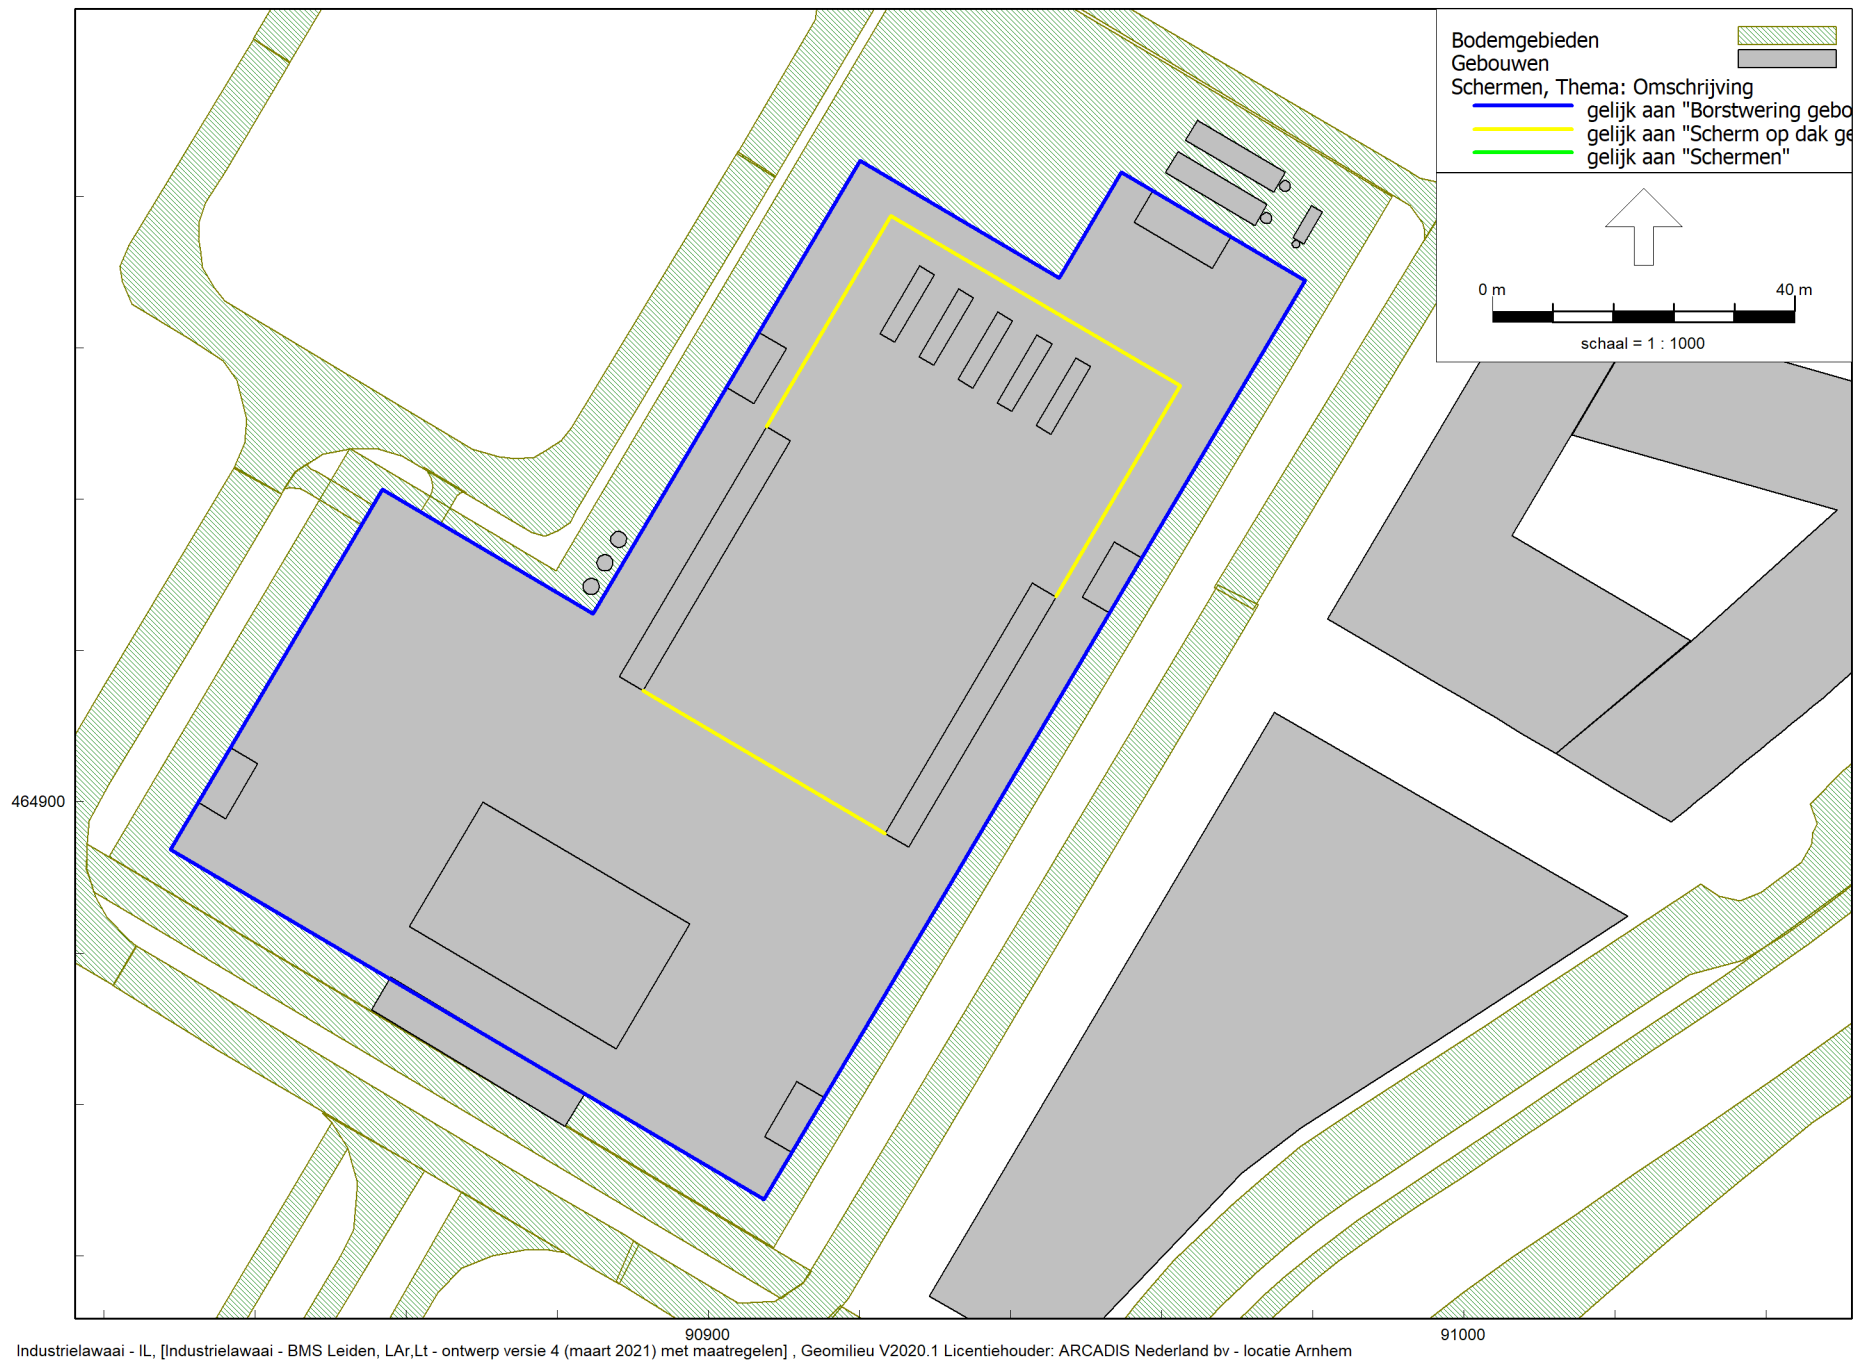 Bodemgebieden
Gebouwen
Schermen, Thema: Omschrijving
gelijk aan "Borstwering gebo
gelijk aan "Scherm op dak ge
gelijk aan "Schermen"
0 m 40 m
schaal = 1 : 1000
464900
90900 91000
Industrielawaai - IL, [Industrielawaai - BMS Leiden, LAr,Lt - ontwerp versie 4 (maart 2021) met maatregelen] , Geomilieu V2020.1 Licentiehouder: ARCADIS Nederland bv - locatie Arnhem